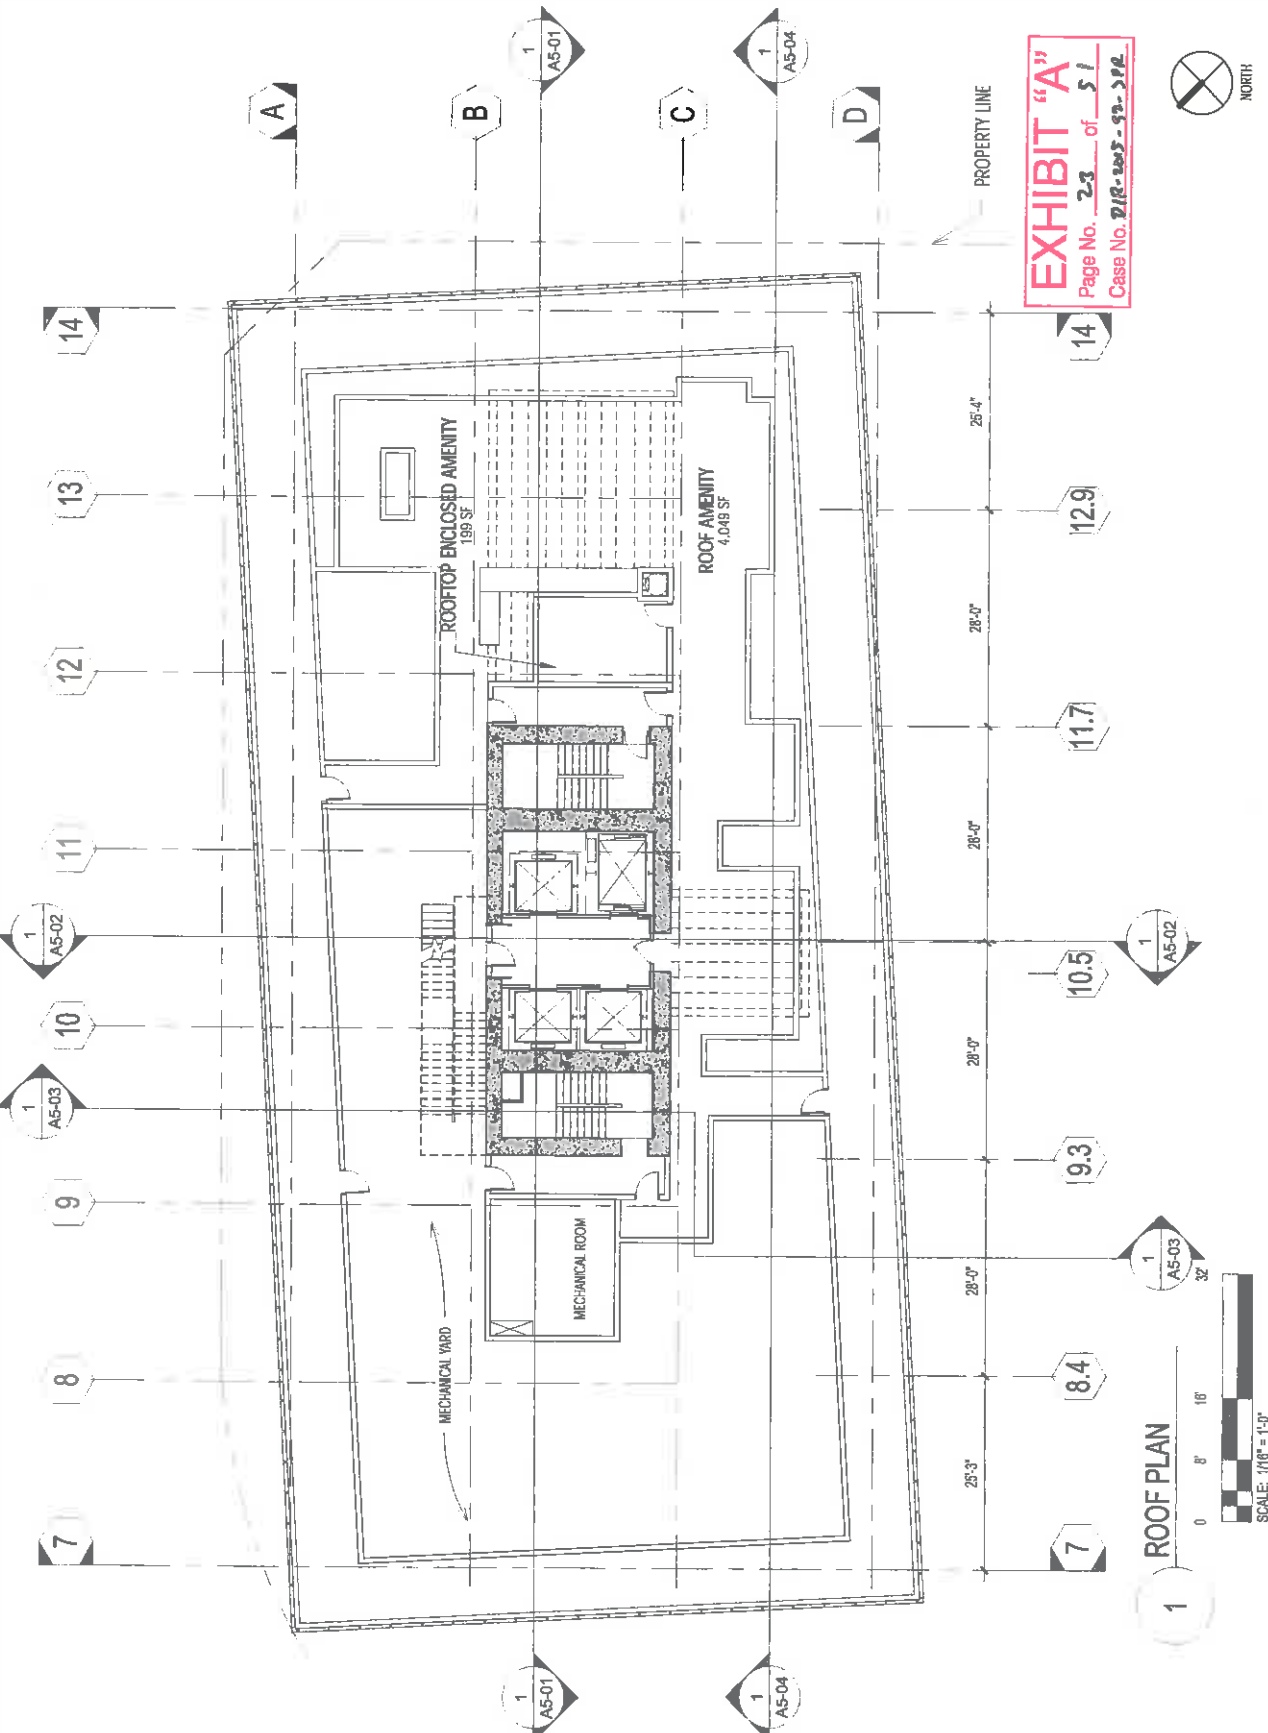 7
8
9
10
11
12
13
14
1
A5-03
1
A5-02
A
B
C
D
1
A5-01
1
A5-04
1
A5-01
1
A5-04
MECHANICAL YARD
MECHANICAL ROOM
ROOFTOP ENCLOSED AMENITY
199 SF
ROOF AMENITY
4,049 SF
PROPERTY LINE
25'-3"
28'-0"
28'-0"
28'-0"
28'-0"
25'-4"
7
8.4
9.3
10.5
11.7
12.9
14
1
A5-03
1
A5-02
1
ROOF PLAN
0 8' 16' 32'
SCALE: 1/16" = 1'-0"
EXHIBIT "A"
Page No. 23 of 51
Case No. DIR-2015-92-SPR
NORTH